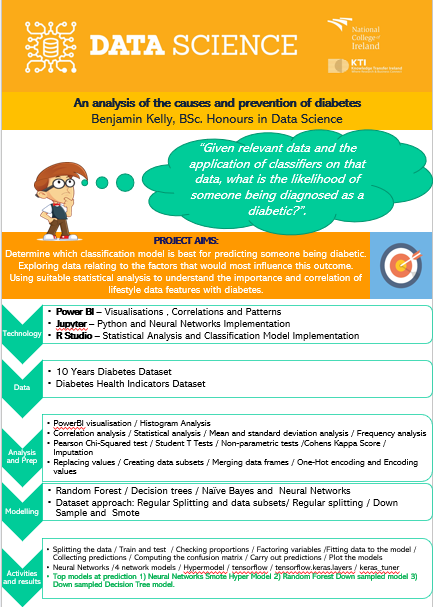 DATA SCIENCE
National
College of
Ireland
KTI
An analysis of the causes and prevention of diabetes
Benjamin Kelly, BSc. Honours in Data Science
“Given relevant data and the
application of classifiers on that
data, what is the likelihood of
someone being diagnosed as a
diabetic?”.
PROJECT AIMS:
Determine which classification model is best for predicting someone being diabetic.
Exploring data relating to the factors that would most influence this outcome.
Using suitable statistical analysis to understand the importance and correlation of
lifestyle data features with diabetes.
Technology
• Power BI – Visualisations , Correlations and Patterns
• Jupyter – Python and Neural Networks Implementation
• R Studio – Statistical Analysis and Classification Model Implementation
Data
• 10 Years Diabetes Dataset
• Diabetes Health Indicators Dataset
Analysis
and Prep
• PowerBI visualisation / Histogram Analysis
• Correlation analysis / Statistical analysis / Mean and standard deviation analysis / Frequency analysis
• Pearson Chi-Squared test / Student T Tests / Non-parametric tests /Cohens Kappa Score /
Imputation
• Replacing values / Creating data subsets / Merging data frames / One-Hot encoding and Encoding
values
Modelling
• Random Forest / Decision trees / Naïve Bayes and Neural Networks
• Dataset approach: Regular Splitting and data subsets/ Regular splitting / Down
Sample and Smote
Activities
and results
• Splitting the data / Train and test / Checking proportions / Factoring variables /Fitting data to the model /
Collecting predictions / Computing the confusion matrix / Carry out predictions / Plot the models
• Neural Networks /4 network models / Hypermodel / tensorflow / tensorflow.keras.layers / keras_tuner
• Top models at prediction 1) Neural Networks Smote Hyper Model 2) Random Forest Down sampled model 3)
Down sampled Decision Tree model.